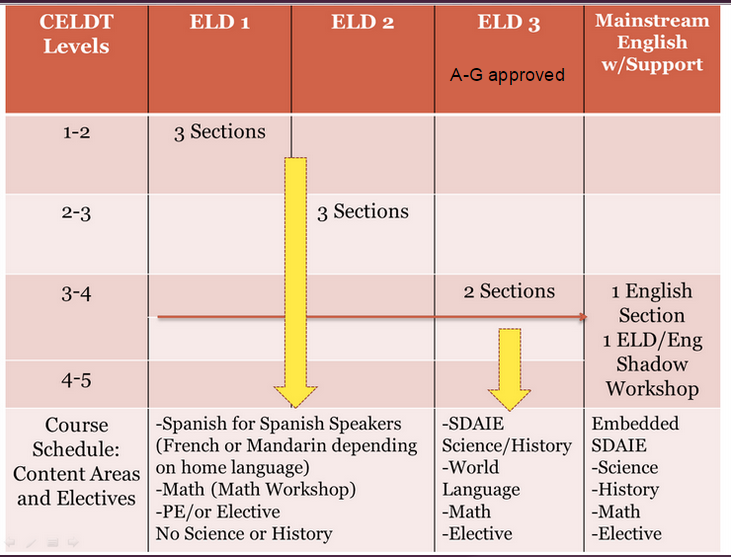 CELDT
Levels
ELD 1
ELD 2
ELD 3
A-G approved
Mainstream
English
w/Support
1-2
3 Sections
2-3
3 Sections
3-4
2 Sections
1 English
Section
1 ELD/Eng
Shadow
Workshop
4-5
Course
Schedule:
Content Areas
and Electives
-Spanish for Spanish Speakers
(French or Mandarin depending
on home language)
-Math (Math Workshop)
-PE/or Elective
No Science or History
-SDAIE
Science/History
-World
Language
-Math
-Elective
Embedded
SDAIE
-Science
-History
-Math
-Elective